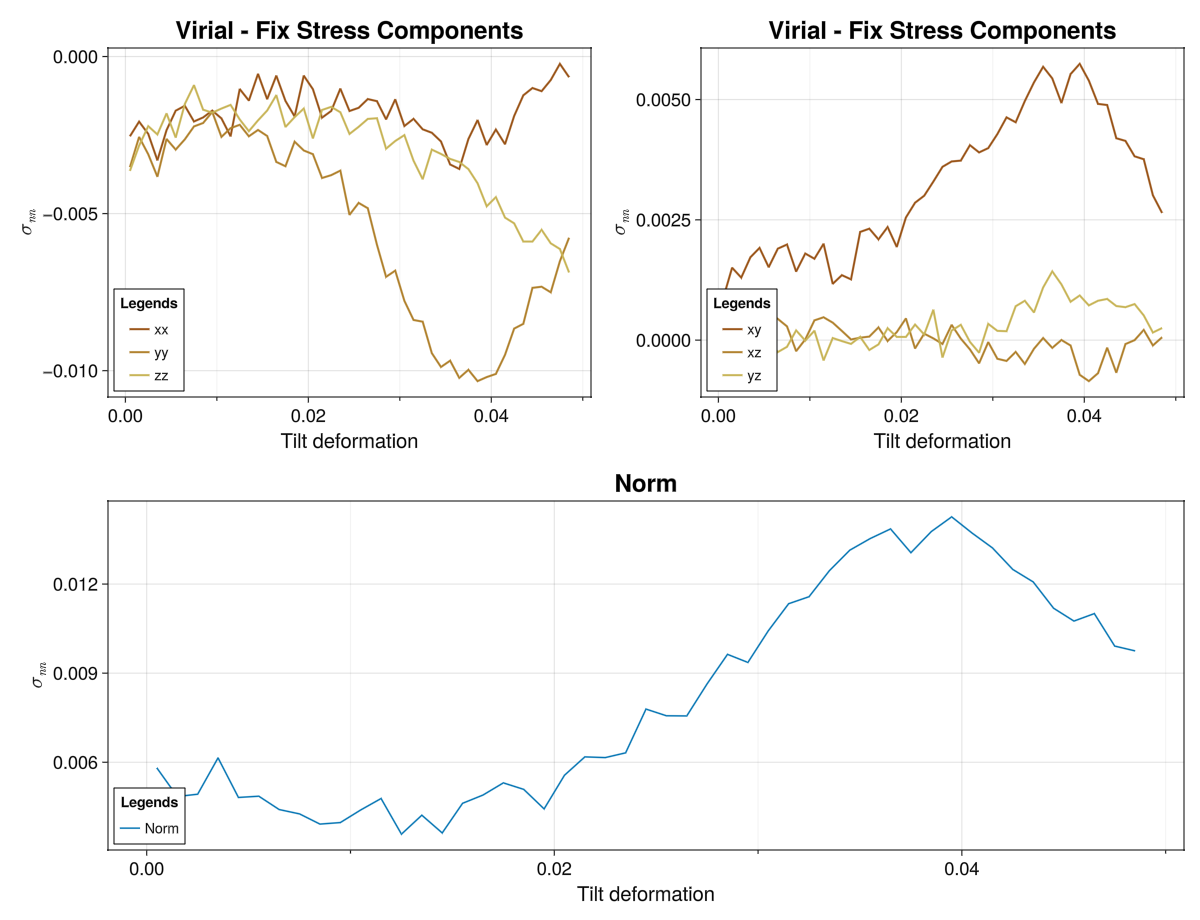 Virial - Fix Stress Components
0.000
−0.005
−0.010
σnn
Legends
xx
yy
zz
0.00
0.02
0.04
Tilt deformation
Virial - Fix Stress Components
0.0050
0.0025
0.0000
σnn
Legends
xy
xz
yz
0.00
0.02
0.04
Tilt deformation
Norm
0.012
0.009
0.006
σnn
Legends
Norm
0.00
0.02
0.04
Tilt deformation